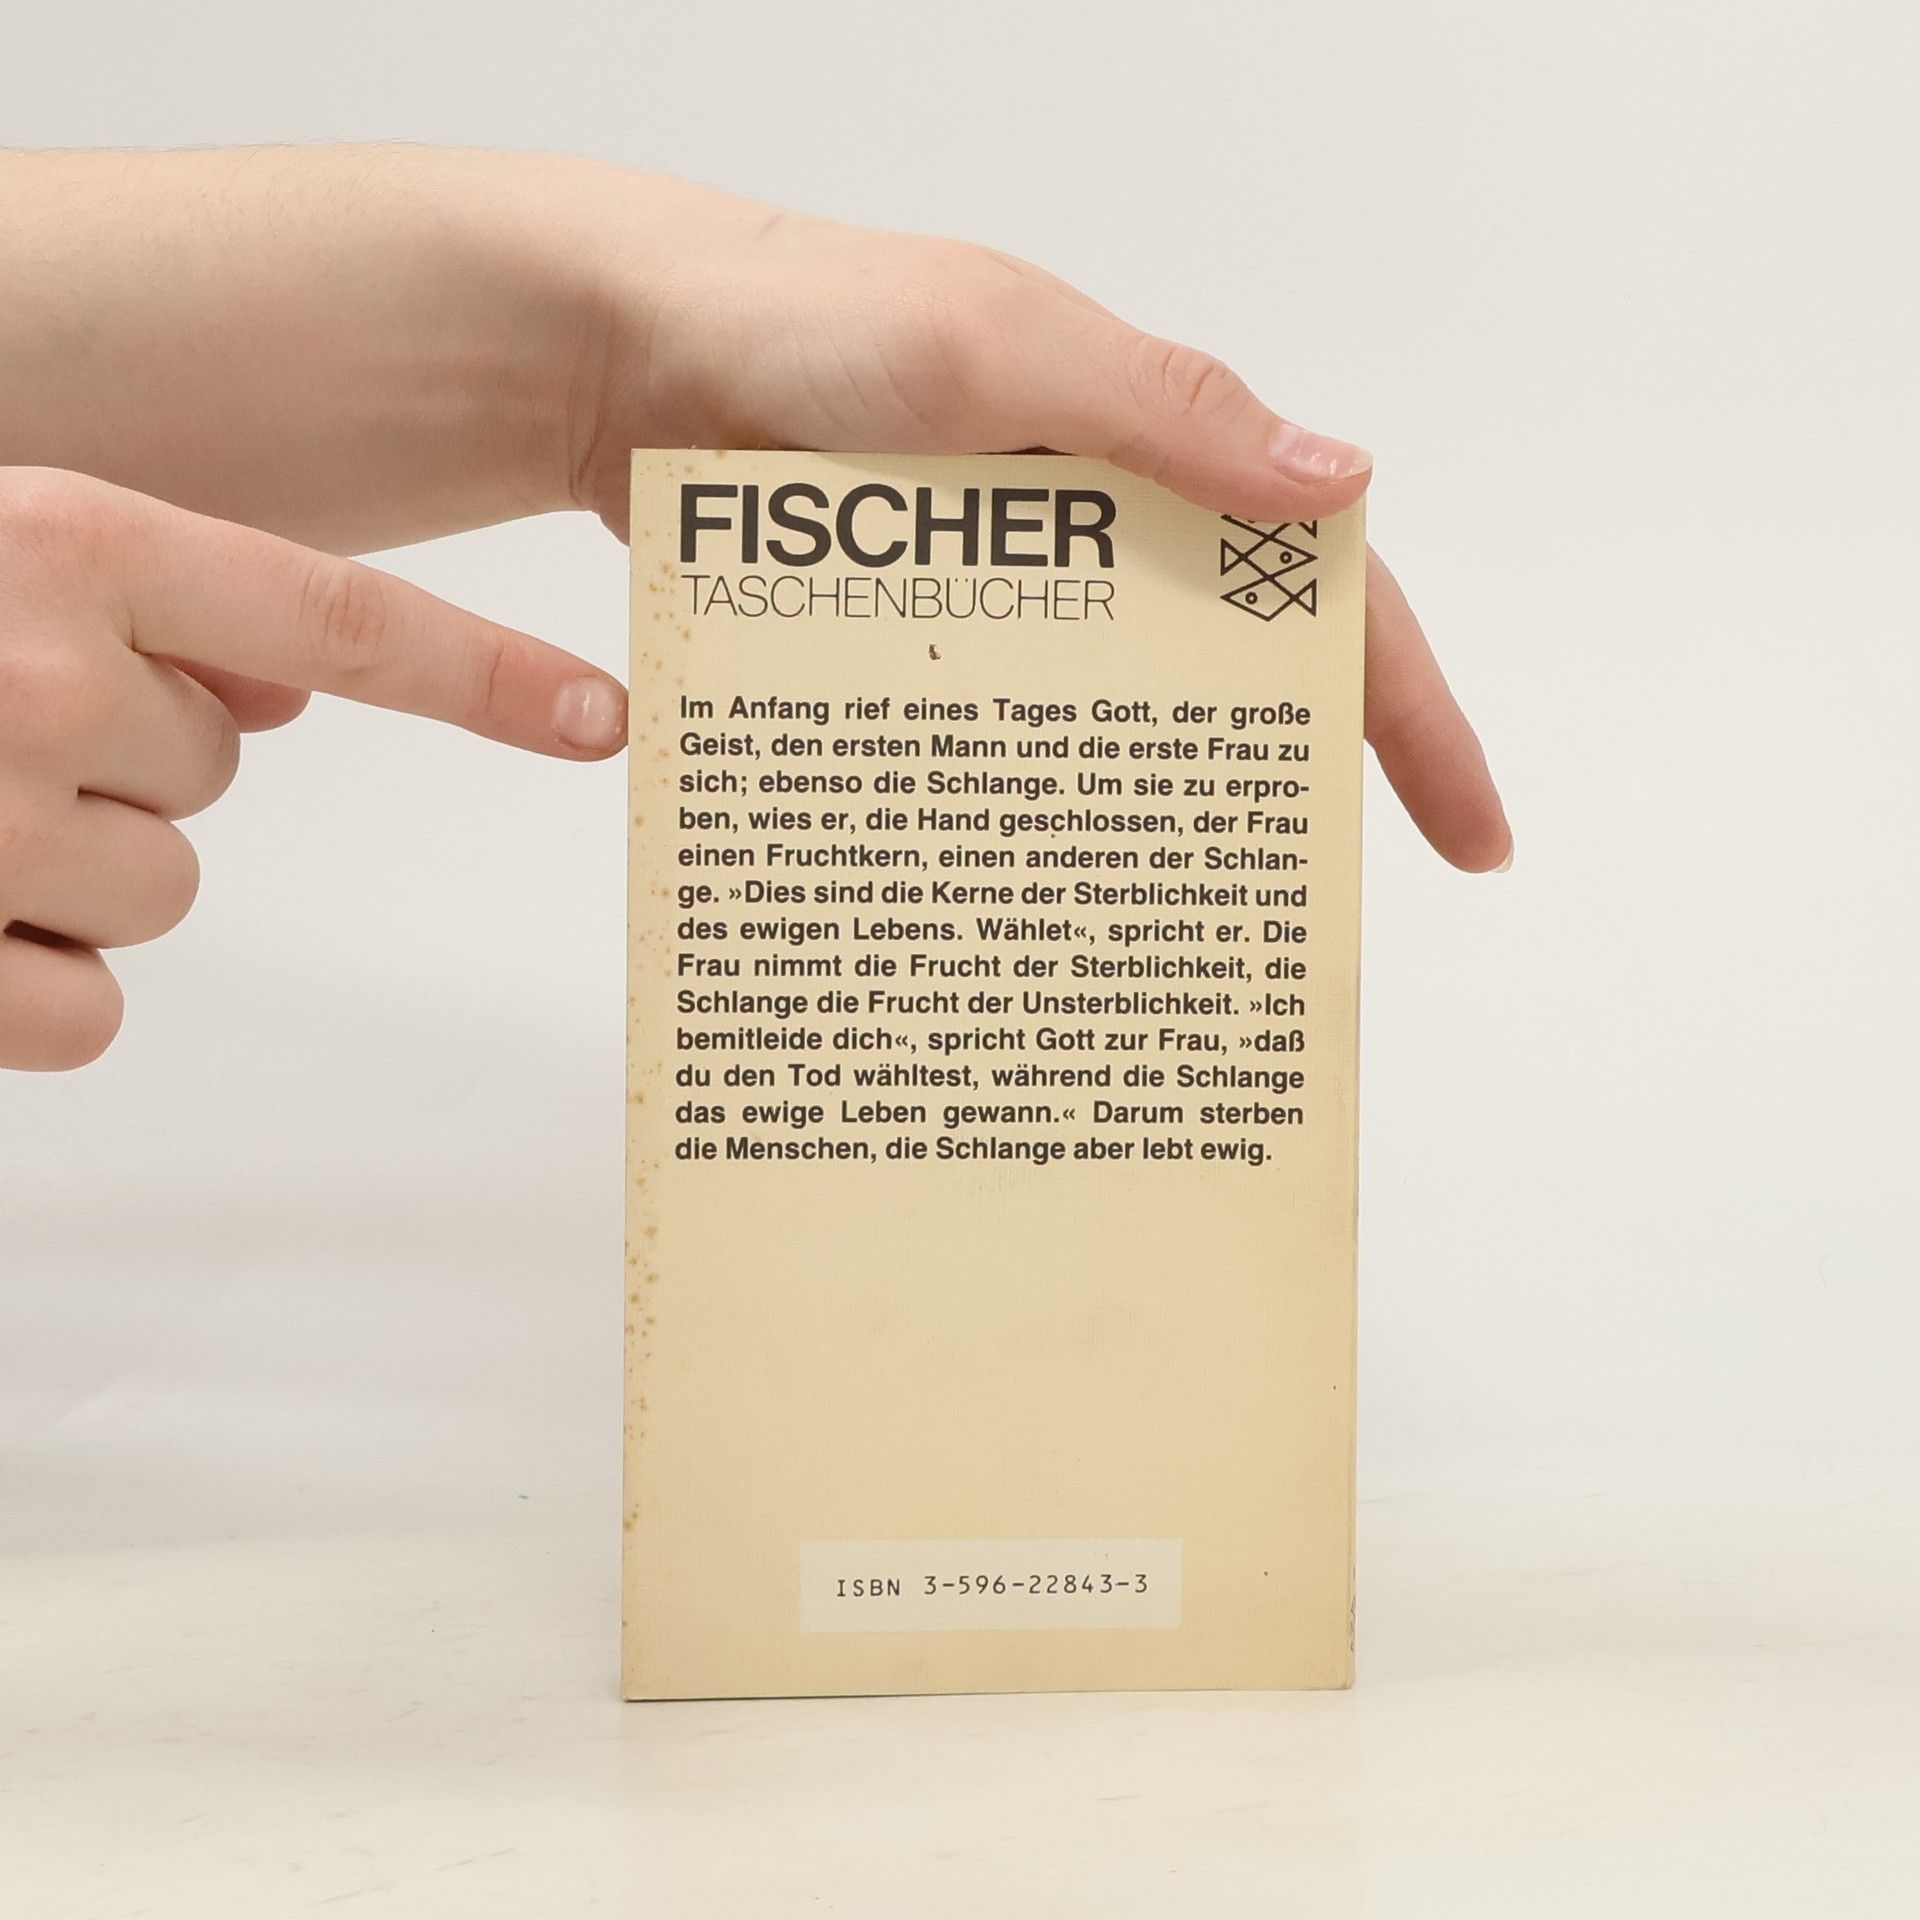 FISCHER
TASCHENBÜCHER
Im Anfang rief eines Tages Gott, der große
Geist, den ersten Mann und die erste Frau zu
sich; ebenso die Schlange. Um sie zu erpro-
ben, wies er, die Hand geschlossen, der Frau
einen Fruchtkern, einen anderen der Schlan-
ge. »Dies sind die Kerne der Sterblichkeit und
des ewigen Lebens. Wählet«, spricht er. Die
Frau nimmt die Frucht der Sterblichkeit, die
Schlange die Frucht der Unsterblichkeit. »Ich
bemitleide dich«, spricht Gott zur Frau, »daß
du den Tod wähltest, während die Schlange
das ewige Leben gewann.« Darum sterben
die Menschen, die Schlange aber lebt ewig.
ISBN 3-596-22843-3